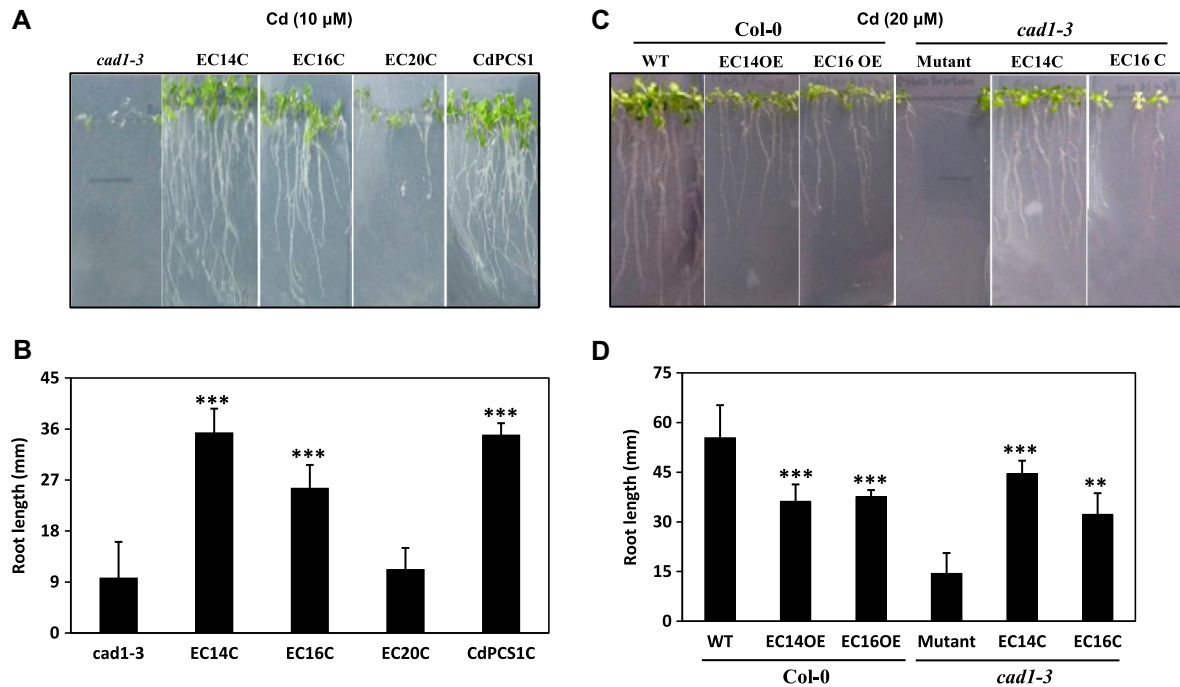 A
Cd (10 µM)
cad1-3 EC14C EC16C EC20C CdPCS1
C
Cd (20 µM)
Col-0 cad1-3
WT EC14OE EC16 OE Mutant EC14C EC16 C
B
Root length (mm)
45
36
27
18
9
0
***
***
***
cad1-3 EC14C EC16C EC20C CdPCS1C
D
Root length (mm)
75
60
45
30
15
0
***
***
***
**
WT EC14OE EC16OE Mutant EC14C EC16C
Col-0 cad1-3